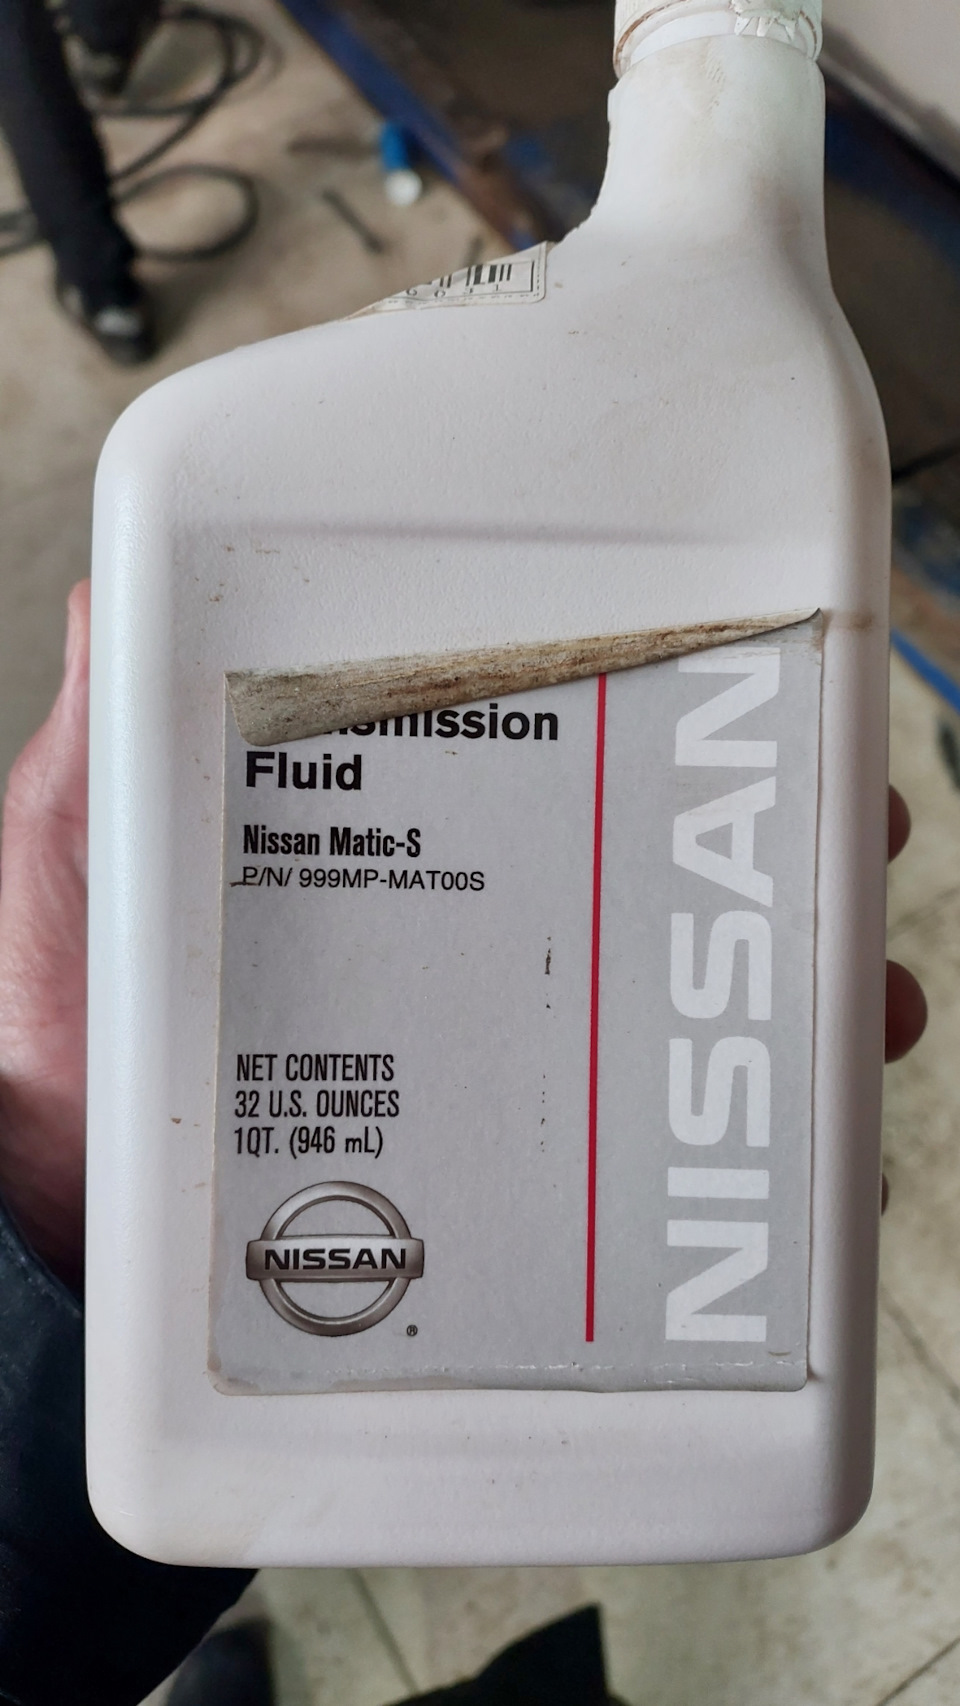 Fluid
Nissan Matic-S
P/N/ 999MP-MAT00S
NET CONTENTS
32 U.S. OUNCES
1QT. (946 mL)
NISSAN
®
NISSAN